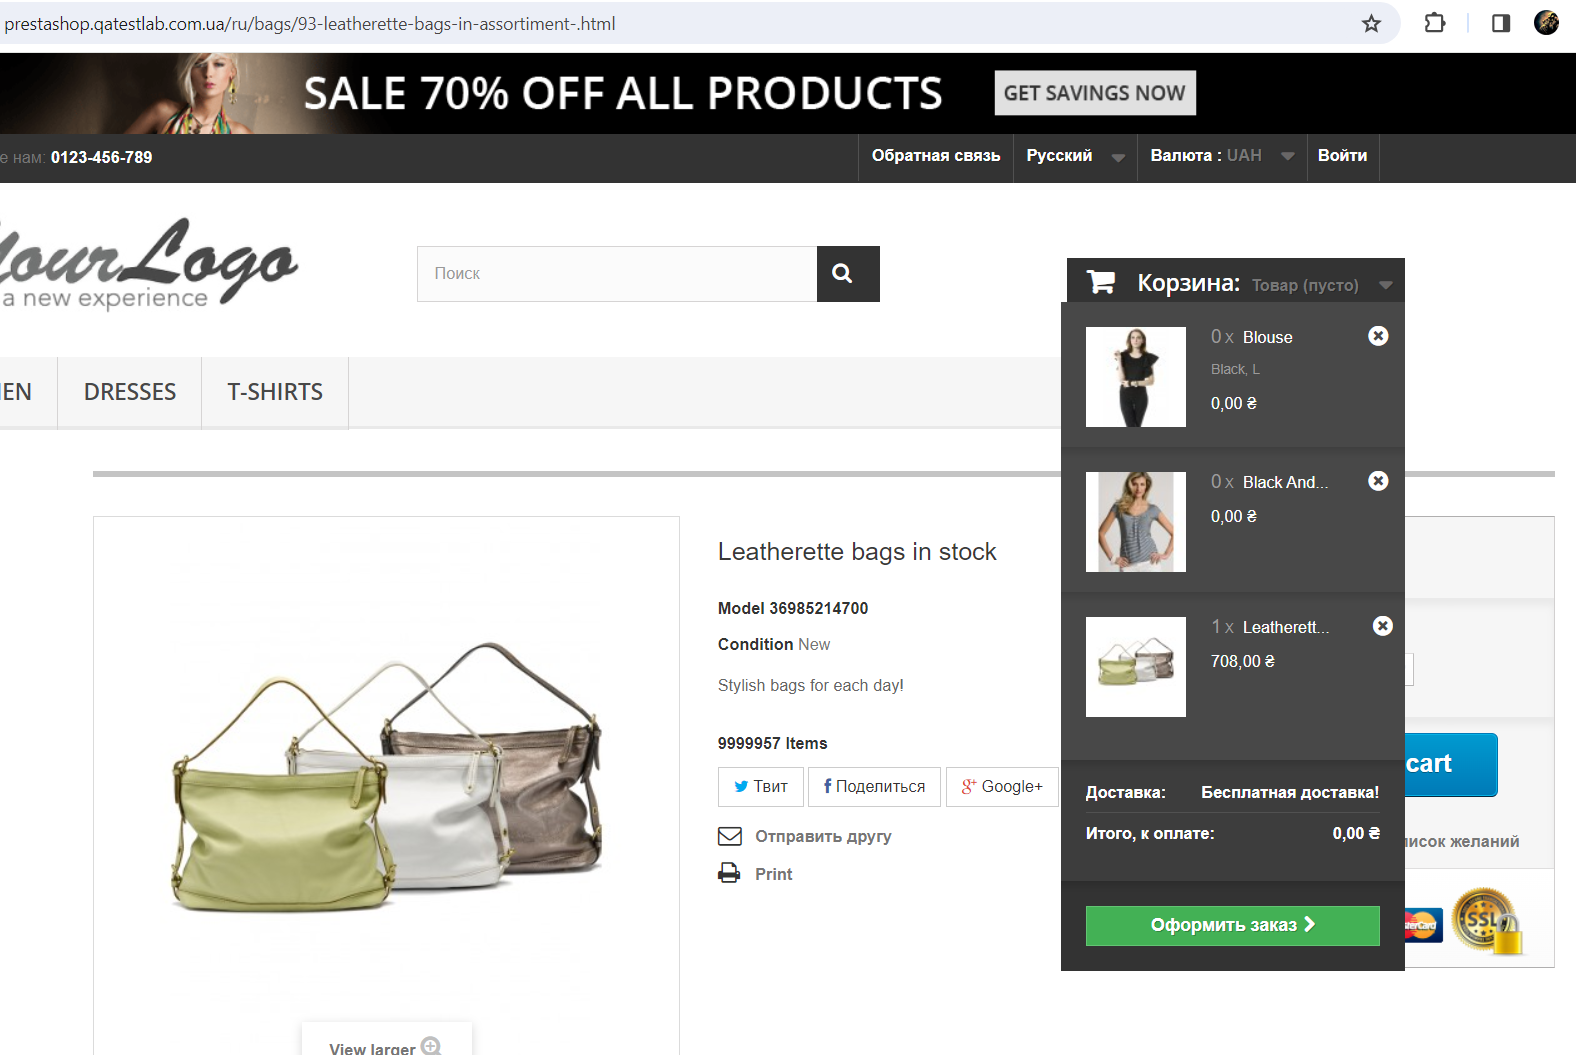 prestashop.qatestlab.com.ua/ru/bags/93-leatherette-bags-in-assortiment-.html
SALE 70% OFF ALL PRODUCTS
GET SAVINGS NOW
е нам: 0123-456-789
Обратная связь
Русский
Валюта : UAH
Войти
YourLogo
a new experience
Поиск
Корзина: Товар (пусто)
EN
DRESSES
T-SHIRTS
0 x Blouse
Black, L
0,00 ₴
0 x Black And...
0,00 ₴
1 x Leatherett...
708,00 ₴
Доставка: Бесплатная доставка!
Итого, к оплате: 0,00 ₴
Оформить заказ
Leatherette bags in stock
Model 36985214700
Condition New
Stylish bags for each day!
9999957 Items
Твит
Поделиться
Google+
Отправить другу
Print
cart
исок желаний
terCard
SSL
View larger